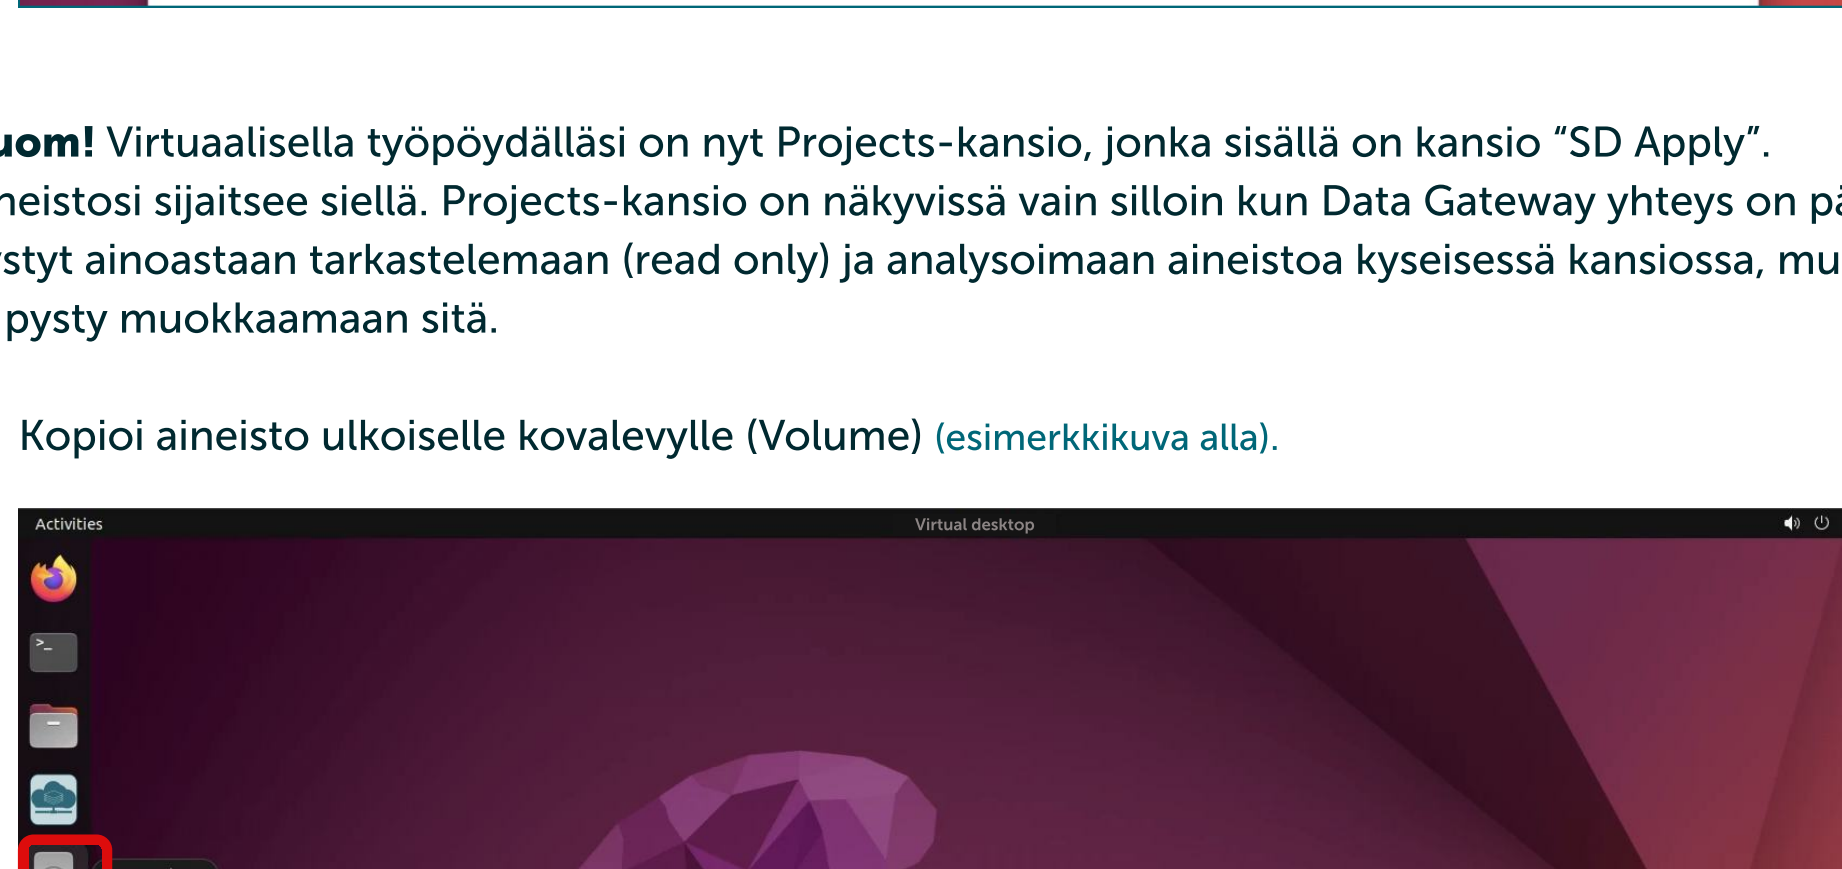 uom! Virtuaalisella työpöydälläsi on nyt Projects-kansio, jonka sisällä on kansio “SD Apply”.
neistosi sijaitsee siellä. Projects-kansio on näkyvissä vain silloin kun Data Gateway yhteys on pä
ystyt ainoastaan tarkastelemaan (read only) ja analysoimaan aineistoa kyseisessä kansiossa, mu
pysty muokkaamaan sitä.
Kopioi aineisto ulkoiselle kovalevylle (Volume) (esimerkkikuva alla).
Activities
Virtual desktop
>_